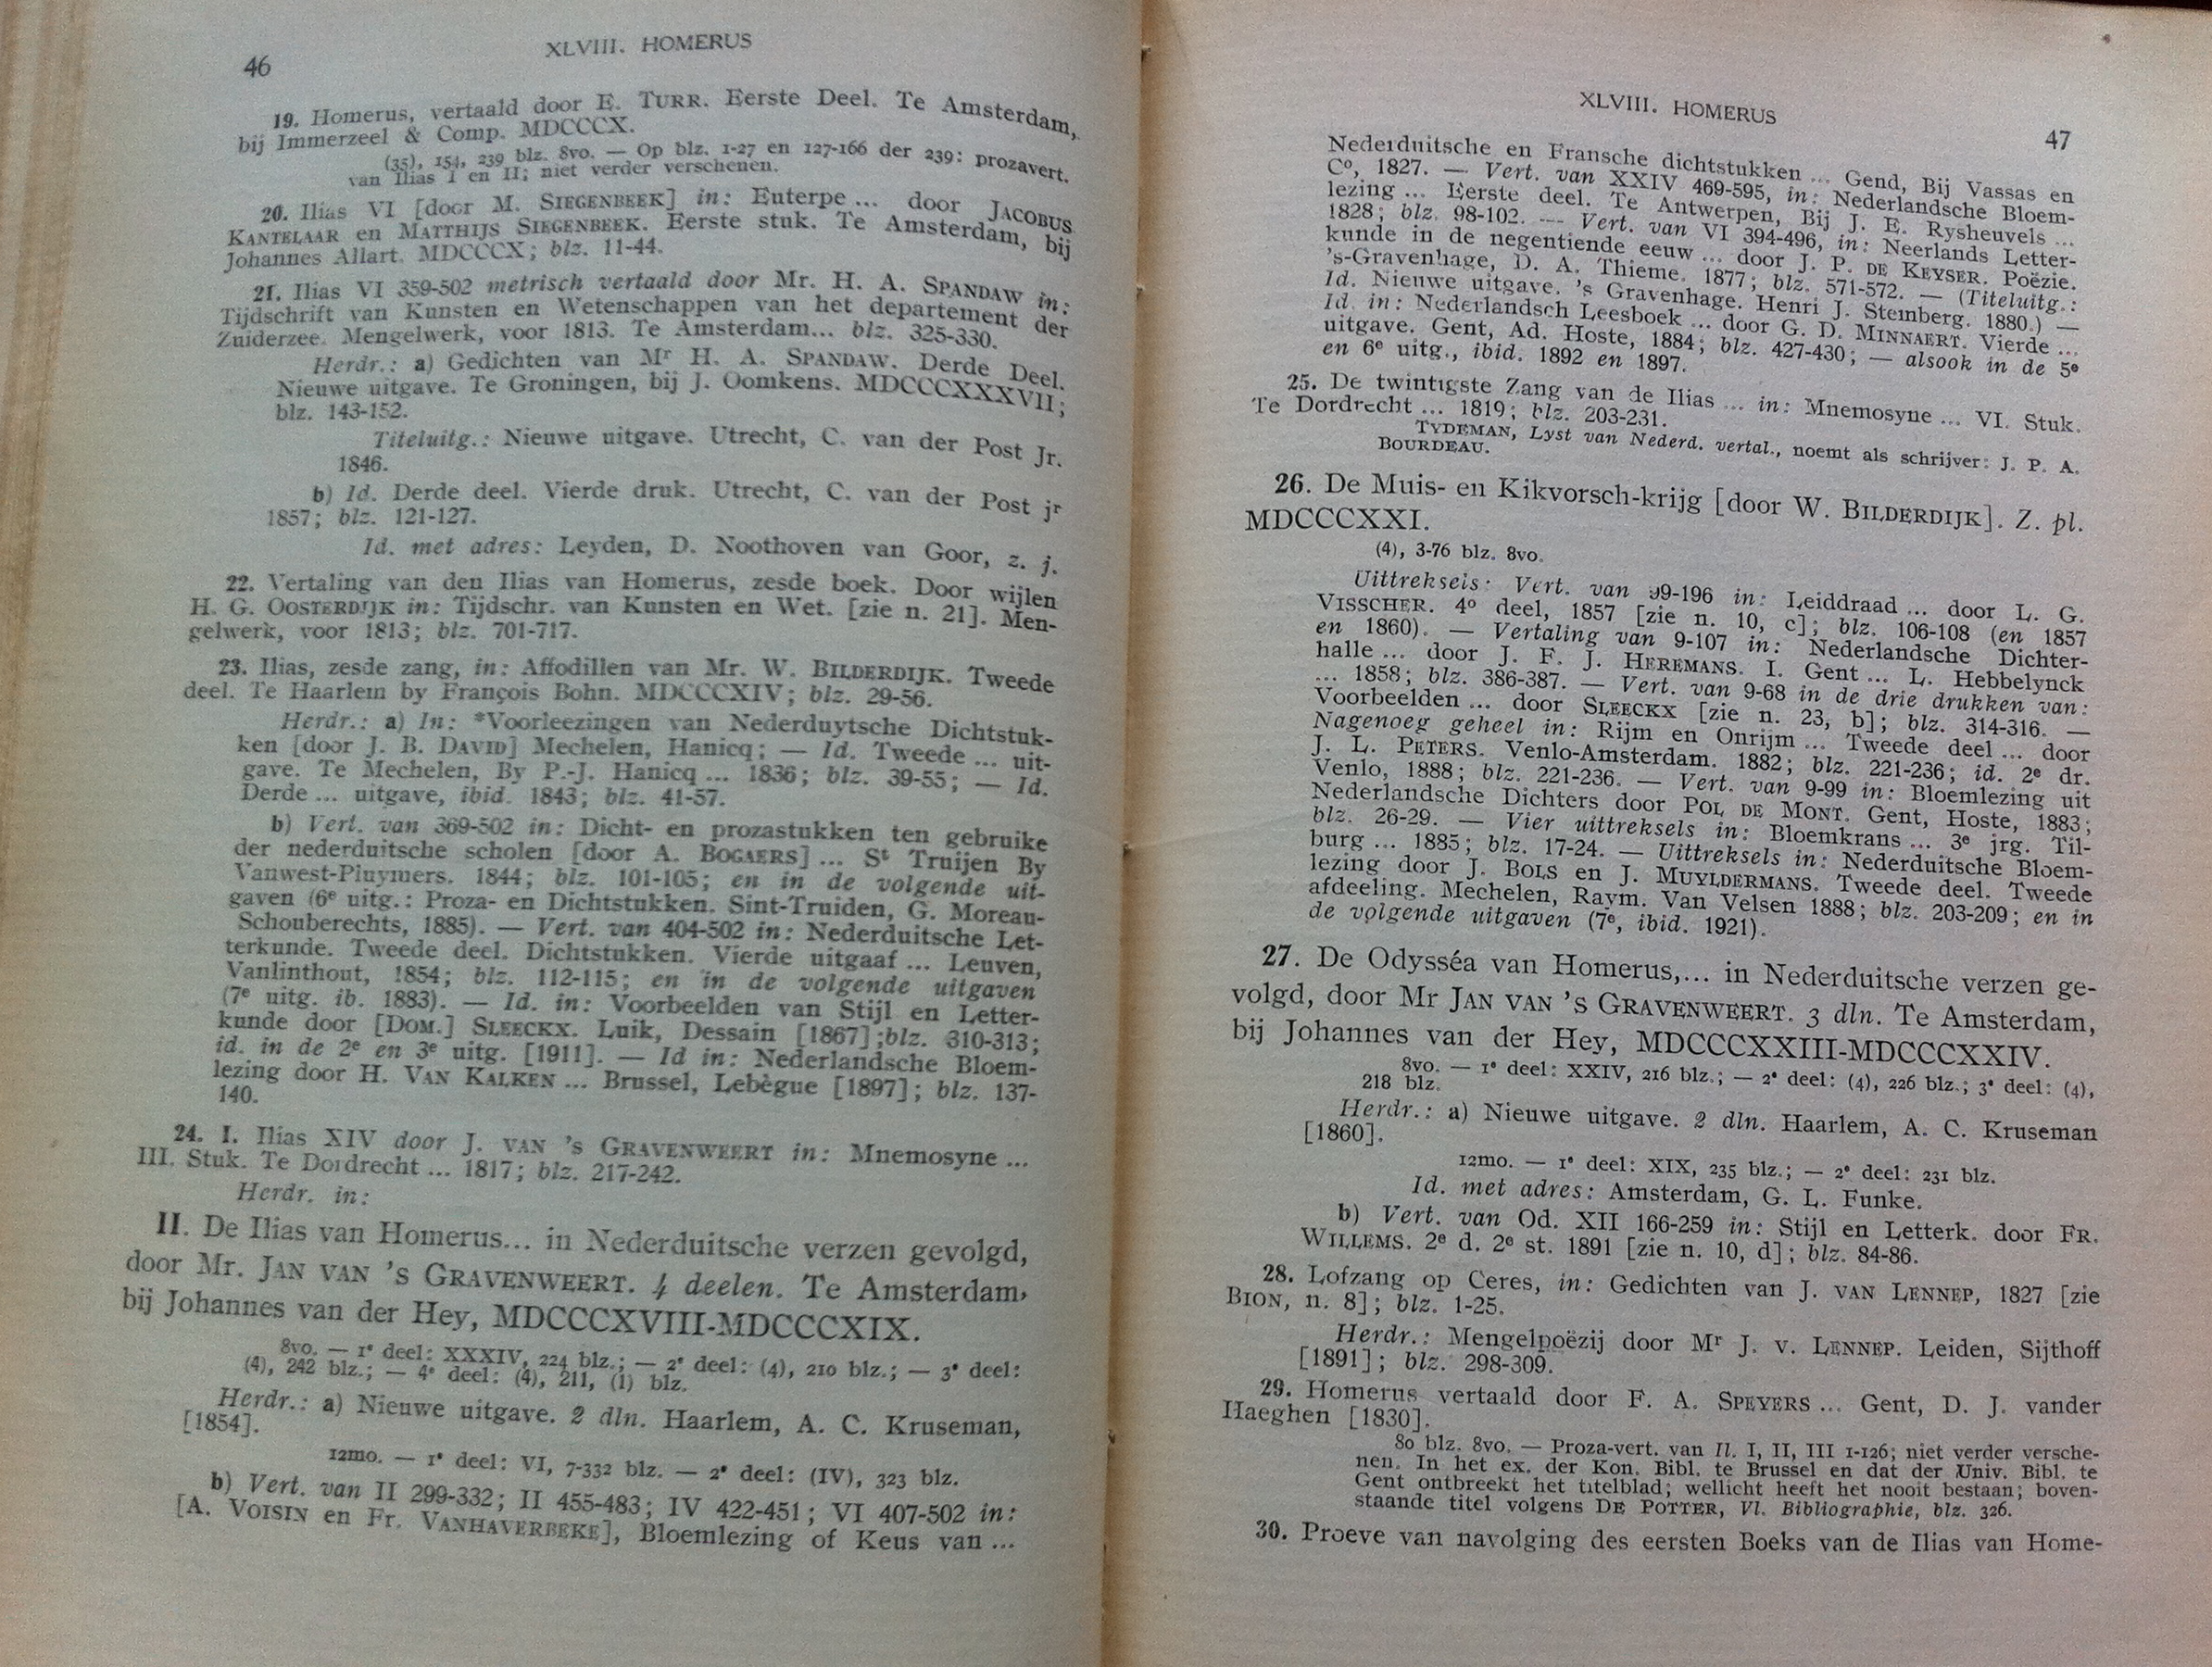 46
XLVIII. HOMERUS
19. Homerus, vertaald door E. TURR. Eerste Deel. Te Amsterdam,
bij Immerzeel & Comp. MDCCCX.
(35), 154, 239 blz. 8vo. — Op blz. 1-27 en 127-166 der 239: prozavert.
van Ilias I en II; niet verder verschenen.
20. Ilias VI [door M. SIEGENBEEK] in: Euterpe ... door JACOBUS
KANTELAAR en MATTHIJS SIEGENBEEK. Eerste stuk. Te Amsterdam, bij
Johannes Allart. MDCCCX; blz. 11-44.
21. Ilias VI 359-502 metrisch vertaald door Mr. H. A. SPANDAW in:
Tijdschrift van Kunsten en Wetenschappen van het departement der
Zuiderzee. Mengelwerk, voor 1813. Te Amsterdam... blz. 325-330.
Herdr.: a) Gedichten van Mr H. A. SPANDAW. Derde Deel.
Nieuwe uitgave. Te Groningen, bij J. Oomkens. MDCCCXXXVII;
blz. 143-152.
Titeluitg.: Nieuwe uitgave. Utrecht, C. van der Post Jr.
1846.
b) Id. Derde deel. Vierde druk. Utrecht, C. van der Post jr
1857; blz. 121-127.
Id. met adres: Leyden, D. Noothoven van Goor, z. j.
22. Vertaling van den Ilias van Homerus, zesde boek. Door wijlen
H. G. OOSTERDIJK in: Tijdschr. van Kunsten en Wet. [zie n. 21]. Men-
gelwerk, voor 1813; blz. 701-717.
23. Ilias, zesde zang, in: Affodillen van Mr. W. BILDERDIJK. Tweede
deel. Te Haarlem by François Bohn. MDCCCXIV; blz. 29-56.
Herdr.: a) In: *Voorleezingen van Nederduytsche Dichtstuk-
ken [door J. B. DAVID] Mechelen, Hanicq; — Id. Tweede ... uit-
gave. Te Mechelen, By P.-J. Hanicq ... 1836; blz. 39-55; — Id.
Derde ... uitgave, ibid. 1843; blz. 41-57.
b) Vert. van 369-502 in: Dicht- en prozastukken ten gebruike
der nederduitsche scholen [door A. BOGAERS] ... St Truijen By
Vanwest-Pluymers. 1844; blz. 101-105; en in de volgende uit-
gaven (6e uitg.: Proza- en Dichtstukken. Sint-Truiden, G. Moreau-
Schouberechts, 1885). — Vert. van 404-502 in: Nederduitsche Let-
terkunde. Tweede deel. Dichtstukken. Vierde uitgaaf ... Leuven,
Vanlinthout, 1854; blz. 112-115; en in de volgende uitgaven
(7e uitg. ib. 1883). — Id. in: Voorbeelden van Stijl en Letter-
kunde door [DOM.] SLEECKX. Luik, Dessain [1867];blz. 310-313;
id. in de 2e en 3e uitg. [1911]. — Id in: Nederlandsche Bloem-
lezing door H. VAN KALKEN ... Brussel, Lebègue [1897]; blz. 137-
140.
24. I. Ilias XIV door J. VAN 'S GRAVENWEERT in: Mnemosyne ...
III. Stuk. Te Dordrecht ... 1817; blz. 217-242.
Herdr. in:
II. De Ilias van Homerus... in Nederduitsche verzen gevolgd,
door Mr. JAN VAN 'S GRAVENWEERT. 4 deelen. Te Amsterdam,
bij Johannes van der Hey, MDCCCXVIII-MDCCCXIX.
8vo. — 1e deel: XXXIV, 224 blz.; — 2e deel: (4), 210 blz.; — 3e deel:
(4), 242 blz.; — 4e deel: (4), 211, (1) blz.
Herdr.: a) Nieuwe uitgave. 2 dln. Haarlem, A. C. Kruseman,
[1854].
12mo. — 1e deel: VI, 7-332 blz. — 2e deel: (IV), 323 blz.
b) Vert. van II 299-332; II 455-483; IV 422-451; VI 407-502 in:
[A. VOISIN en Fr. VANHAVERBEKE], Bloemlezing of Keus van ...
XLVIII. HOMERUS
47
Nederduitsche en Fransche dichtstukken ... Gend, Bij Vassas en
Co, 1827. — Vert. van XXIV 469-595, in: Nederlandsche Bloem-
lezing ... Eerste deel. Te Antwerpen, Bij J. E. Rysheuvels ...
1828; blz. 98-102. — Vert. van VI 394-496, in: Neerlands Letter-
kunde in de negentiende eeuw ... door J. P. DE KEYSER. Poëzie.
's-Gravenhage, D. A. Thieme. 1877; blz. 571-572. — (Titeluitg.:
Id. Nieuwe uitgave. 's Gravenhage. Henri J. Stemberg. 1880.) —
Id. in: Nederlandsch Leesboek ... door G. D. MINNAERT. Vierde ...
uitgave. Gent, Ad. Hoste, 1884; blz. 427-430; — alsook in de 5e
en 6e uitg., ibid. 1892 en 1897.
25. De twintigste Zang van de Ilias ... in: Mnemosyne ... VI. Stuk.
Te Dordrecht ... 1819; blz. 203-231.
TYDEMAN, Lyst van Nederd. vertal., noemt als schrijver: J. P. A.
BOURDEAU.
26. De Muis- en Kikvorsch-krijg [door W. BILDERDIJK]. Z. pl.
MDCCCXXI.
(4), 3-76 blz. 8vo.
Uittreksels: Vert. van 99-196 in: Leiddraad ... door L. G.
VISSCHER. 4o deel, 1857 [zie n. 10, c]; blz. 106-108 (en 1857
en 1860). — Vertaling van 9-107 in: Nederlandsche Dichter-
halle ... door J. F. J. HEREMANS. I. Gent ... L. Hebbelynck
... 1858; blz. 386-387. — Vert. van 9-68 in de drie drukken van:
Voorbeelden ... door SLEECKX [zie n. 23, b]; blz. 314-316. —
Nagenoeg geheel in: Rijm en Onrijm ... Tweede deel ... door
J. L. PETERS. Venlo-Amsterdam. 1882; blz. 221-236; id. 2e dr.
Venlo, 1888; blz. 221-236. — Vert. van 9-99 in: Bloemlezing uit
Nederlandsche Dichters door POL DE MONT. Gent, Hoste, 1883;
blz. 26-29. — Vier uittreksels in: Bloemkrans ... 3e jrg. Til-
burg ... 1885; blz. 17-24. — Uittreksels in: Nederduitsche Bloem-
lezing door J. BOLS en J. MUYLDERMANS. Tweede deel. Tweede
afdeeling. Mechelen, Raym. Van Velsen 1888; blz. 203-209; en in
de volgende uitgaven (7e, ibid. 1921).
27. De Odysséa van Homerus,... in Nederduitsche verzen ge-
volgd, door Mr JAN VAN 'S GRAVENWEERT. 3 dln. Te Amsterdam,
bij Johannes van der Hey, MDCCCXXIII-MDCCCXXIV.
8vo. — 1e deel: XXIV, 216 blz.; — 2e deel: (4), 226 blz.; 3e deel: (4),
218 blz.
Herdr.: a) Nieuwe uitgave. 2 dln. Haarlem, A. C. Kruseman
[1860].
12mo. — 1e deel: XIX, 235 blz.; — 2e deel: 231 blz.
Id. met adres: Amsterdam, G. L. Funke.
b) Vert. van Od. XII 166-259 in: Stijl en Letterk. door FR.
WILLEMS. 2e d. 2e st. 1891 [zie n. 10, d]; blz. 84-86.
28. Lofzang op Ceres, in: Gedichten van J. VAN LENNEP, 1827 [zie
BION, n. 8]; blz. 1-25.
Herdr.: Mengelpoëzij door Mr J. V. LENNEP. Leiden, Sijthoff
[1891]; blz. 298-309.
29. Homerus vertaald door F. A. SPEYERS ... Gent, D. J. vander
Haeghen [1830].
80 blz. 8vo. — Proza-vert. van Il. I, II, III 1-126; niet verder versche-
nen. In het ex. der Kon. Bibl. te Brussel en dat der Univ. Bibl. te
Gent ontbreekt het titelblad; wellicht heeft het nooit bestaan; boven-
staande titel volgens DE POTTER, Vl. Bibliographie, blz. 326.
30. Proeve van navolging des eersten Boeks van de Ilias van Home-